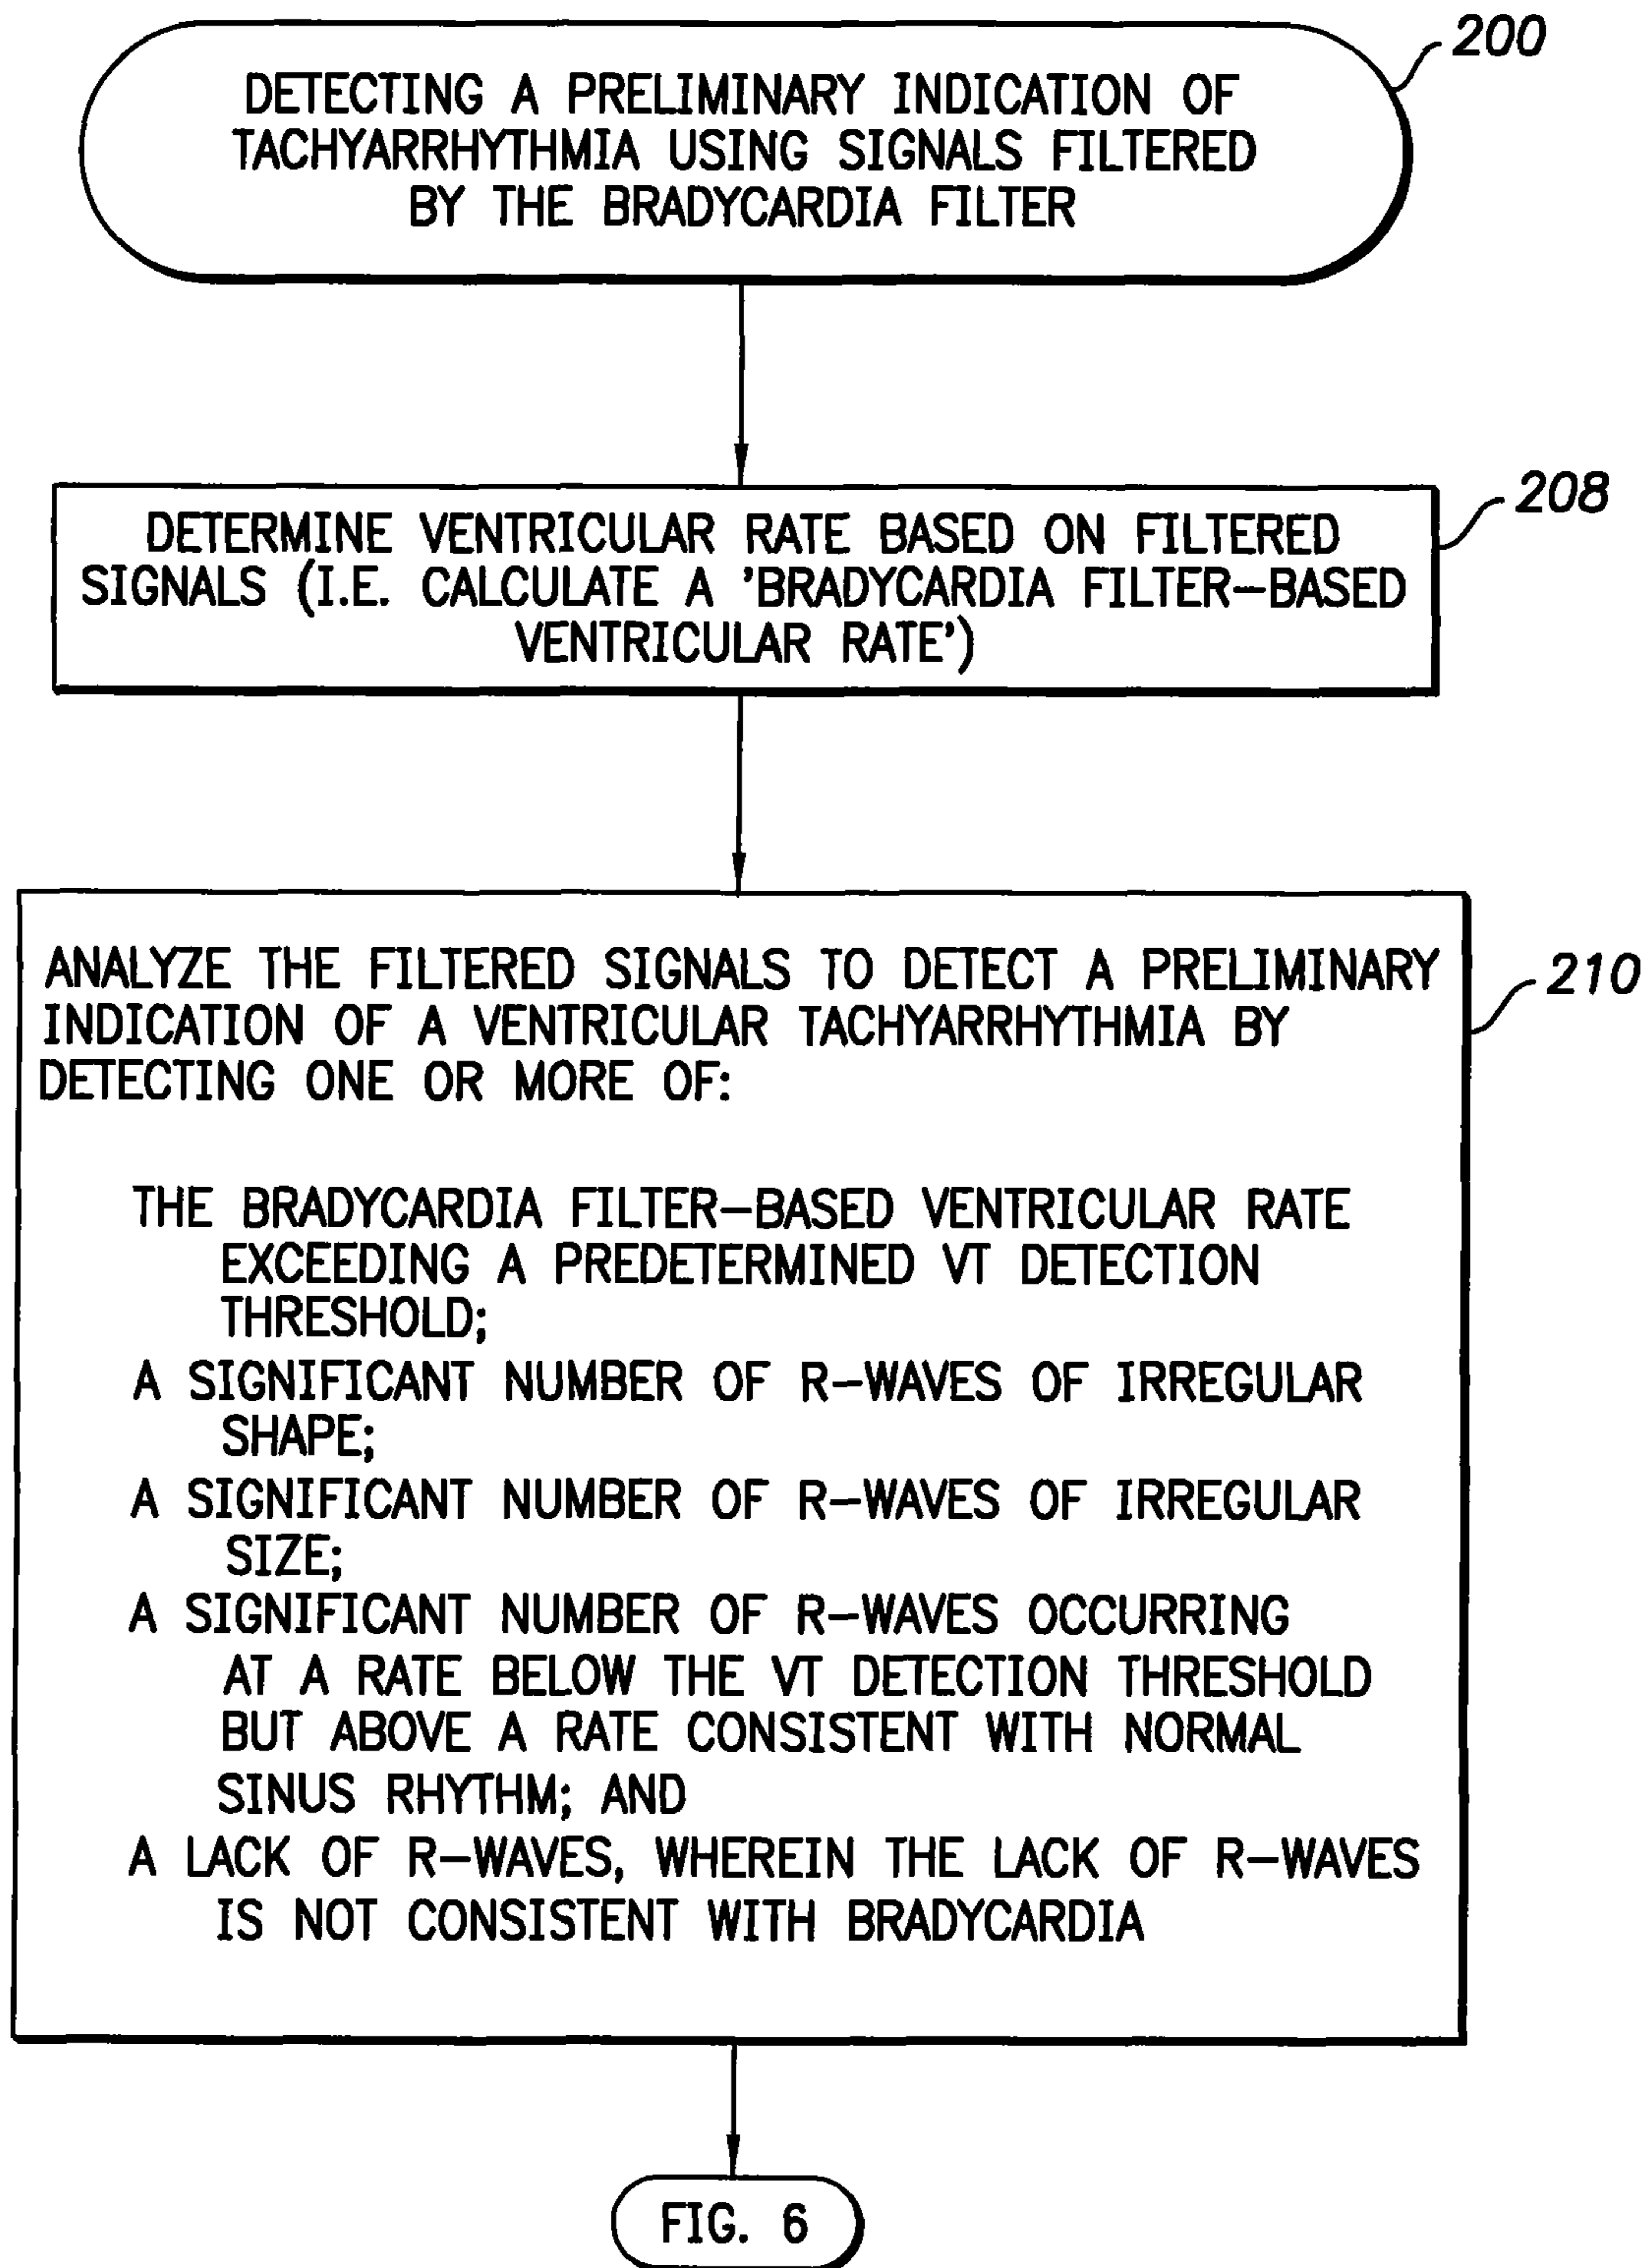 200
DETECTING A PRELIMINARY INDICATION OF
TACHYARRHYTHMIA USING SIGNALS FILTERED
BY THE BRADYCARDIA FILTER
208
DETERMINE VENTRICULAR RATE BASED ON FILTERED
SIGNALS (I.E. CALCULATE A 'BRADYCARDIA FILTER-BASED
VENTRICULAR RATE')
210
ANALYZE THE FILTERED SIGNALS TO DETECT A PRELIMINARY
INDICATION OF A VENTRICULAR TACHYARRHYTHMIA BY
DETECTING ONE OR MORE OF:
THE BRADYCARDIA FILTER-BASED VENTRICULAR RATE
EXCEEDING A PREDETERMINED VT DETECTION
THRESHOLD;
A SIGNIFICANT NUMBER OF R-WAVES OF IRREGULAR
SHAPE;
A SIGNIFICANT NUMBER OF R-WAVES OF IRREGULAR
SIZE;
A SIGNIFICANT NUMBER OF R-WAVES OCCURRING
AT A RATE BELOW THE VT DETECTION THRESHOLD
BUT ABOVE A RATE CONSISTENT WITH NORMAL
SINUS RHYTHM; AND
A LACK OF R-WAVES, WHEREIN THE LACK OF R-WAVES
IS NOT CONSISTENT WITH BRADYCARDIA
FIG. 6